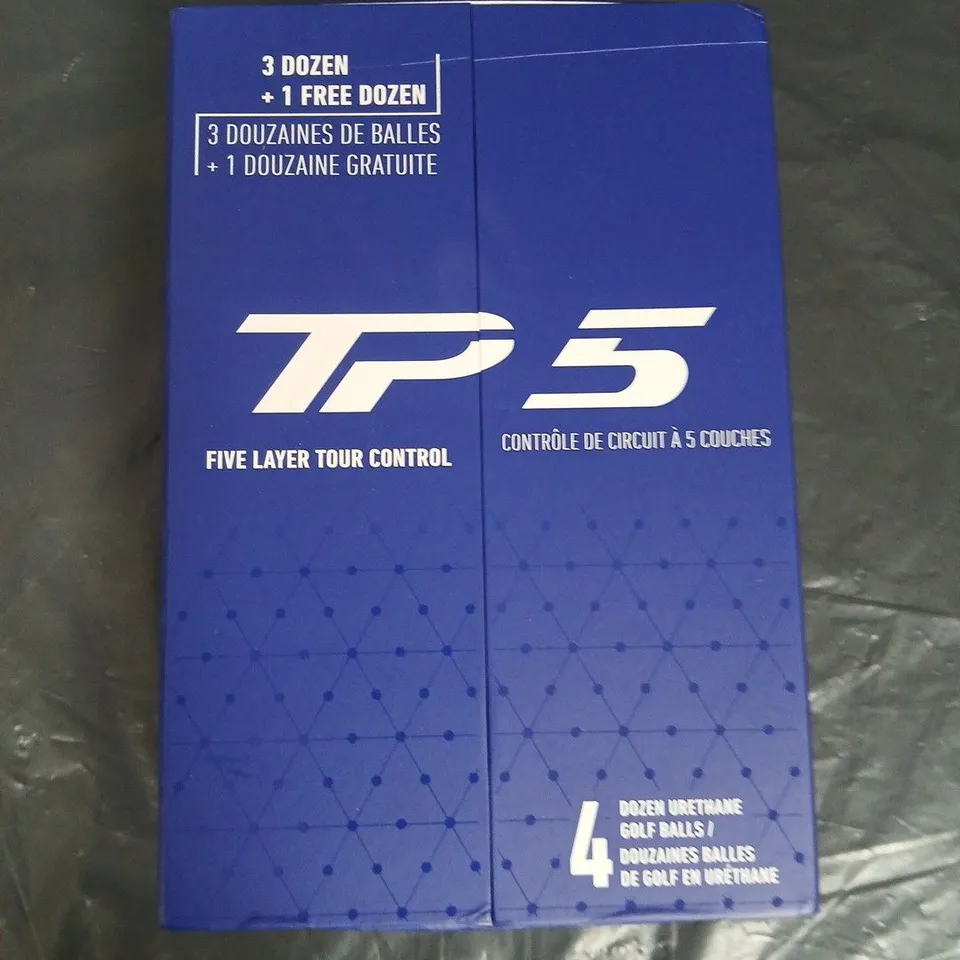 3 DOZEN
+ 1 FREE DOZEN
3 DOUZAINES DE BALLES
+ 1 DOUZAINE GRATUITE
TP5
FIVE LAYER TOUR CONTROL
CONTRÔLE DE CIRCUIT À 5 COUCHES
4
DOZEN URETHANE
GOLF BALLS /
DOUZAINES BALLES
DE GOLF EN URÉTHANE